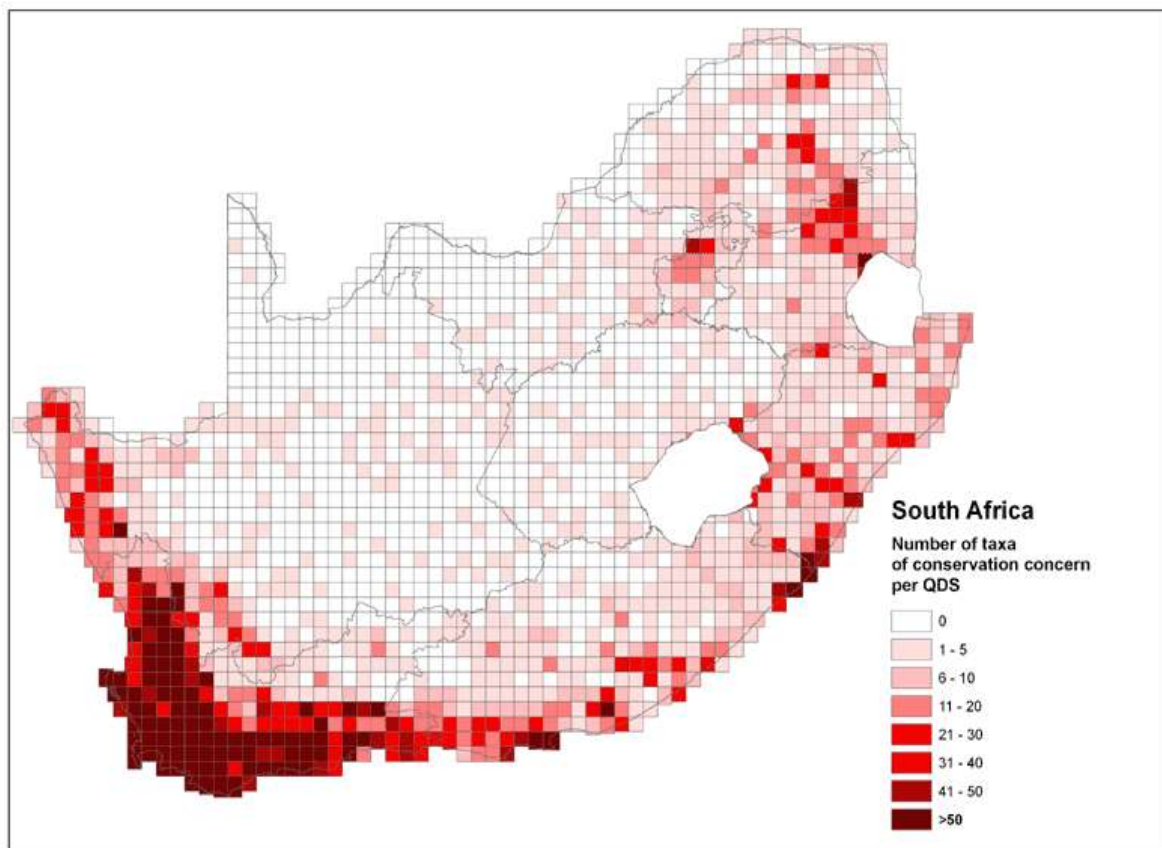 South Africa
Number of taxa
of conservation concern
per QDS
0
1 - 5
6 - 10
11 - 20
21 - 30
31 - 40
41 - 50
>50